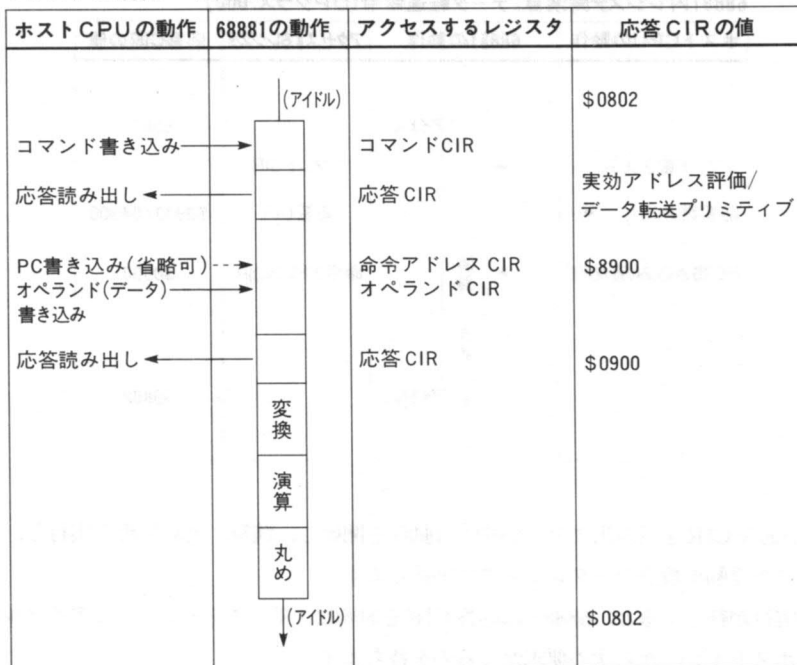 ホストCPUの動作 68881の動作 アクセスするレジスタ 応答CIRの値
(アイドル) $0802
コマンド書き込み コマンドCIR
応答読み出し 応答CIR 実効アドレス評価/
データ転送プリミティブ
PC書き込み(省略可) 命令アドレスCIR $8900
オペランド(データ) オペランドCIR
書き込み
応答読み出し 応答CIR $0900
変換
演算
丸め
(アイドル) $0802